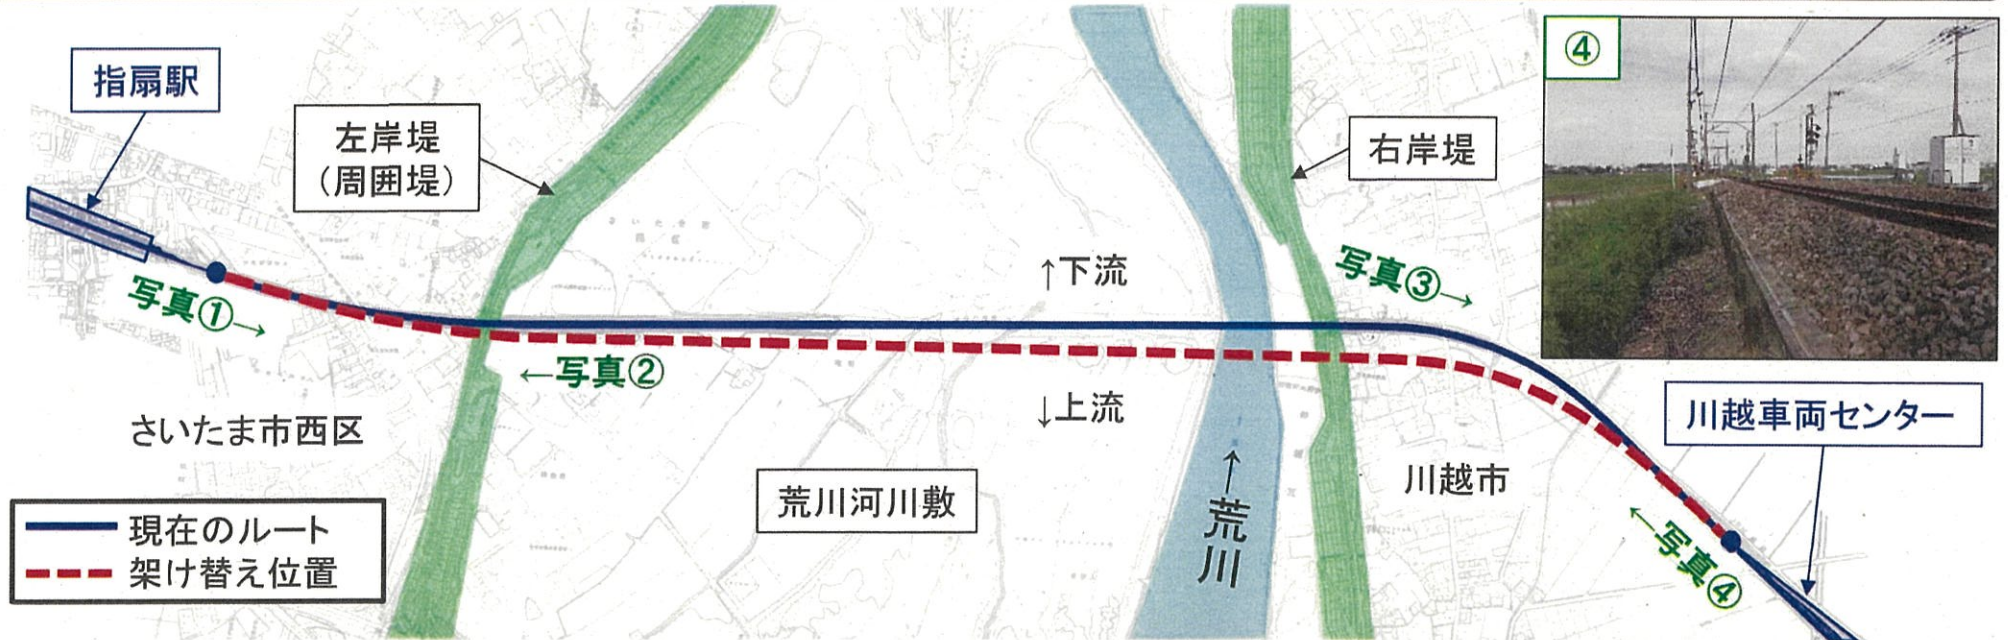 指扇駅
左岸堤
（周囲堤）
右岸堤
④
写真①→
←写真②
写真③→
↑下流
↓上流
さいたま市西区
荒川河川敷
↑荒川
川越市
川越車両センター
←写真④
現在のルート
架け替え位置